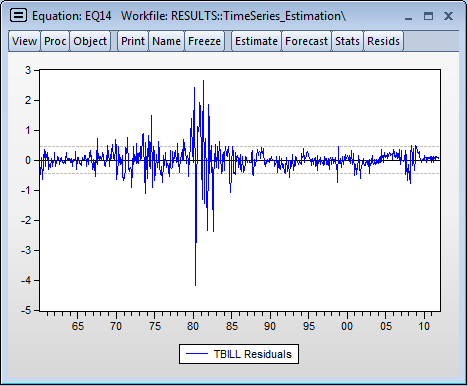 Equation: EQ14 Workfile: RESULTS::TimeSeries_Estimation\
View Proc Object Print Name Freeze Estimate Forecast Stats Resids
3
2
1
0
-1
-2
-3
-4
-5
65 70 75 80 85 90 95 00 05 10
TBILL Residuals